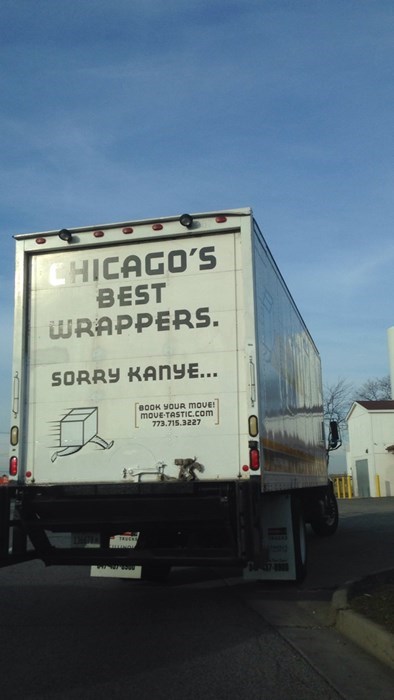 CHICAGO'S
BEST
WRAPPERS.
SORRY KANYE...
BOOK YOUR MOVE!
MOVE-TASTIC.COM
773.715.3227